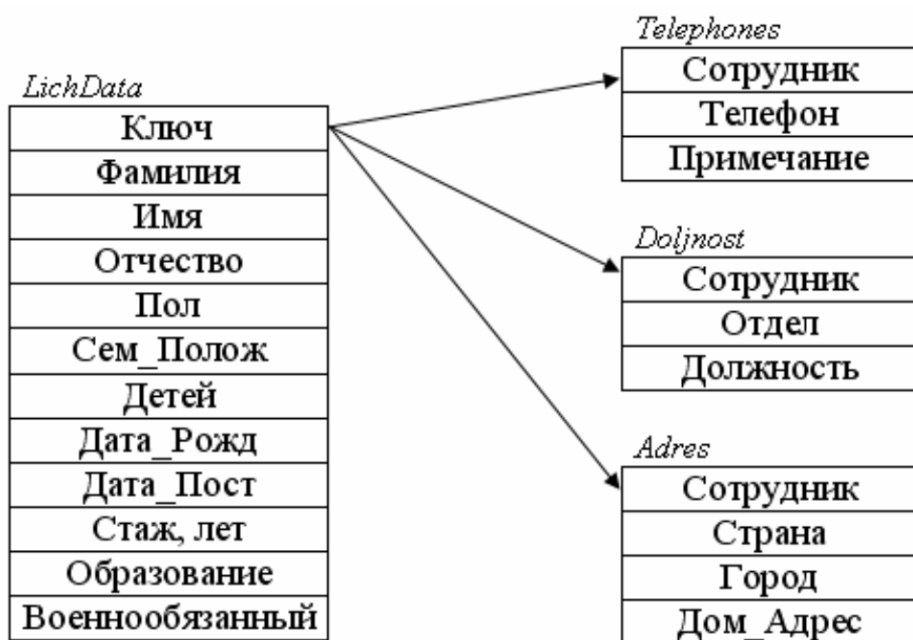 LichData
Ключ
Фамилия
Имя
Отчество
Пол
Сем_Полож
Детей
Дата_Рожд
Дата_Пост
Стаж, лет
Образование
Военнообязанный
Telephones
Сотрудник
Телефон
Примечание
Doljnost
Сотрудник
Отдел
Должность
Adres
Сотрудник
Страна
Город
Дом_Адрес